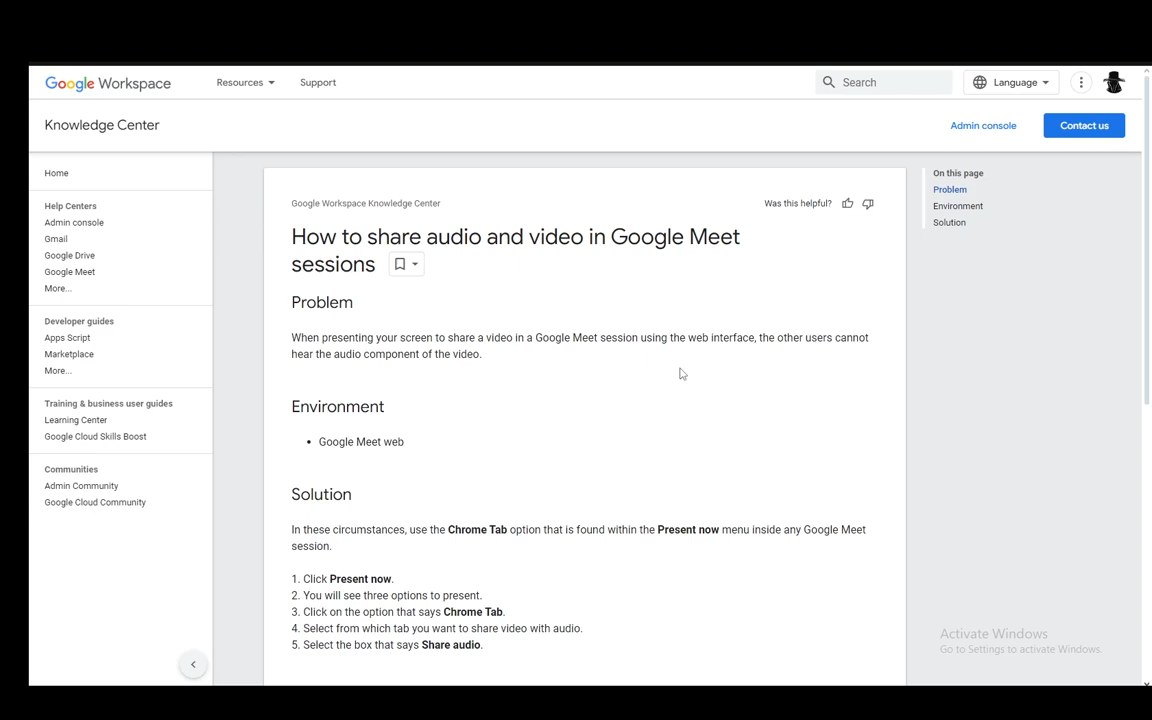 Google Workspace
Resources
Support
Search
Language
Knowledge Center
Admin console
Contact us
Home
Help Centers
Admin console
Gmail
Google Drive
Google Meet
More...
Developer guides
Apps Script
Marketplace
More...
Training & business user guides
Learning Center
Google Cloud Skills Boost
Communities
Admin Community
Google Cloud Community
Google Workspace Knowledge Center
Was this helpful?
How to share audio and video in Google Meet
sessions
Problem
When presenting your screen to share a video in a Google Meet session using the web interface, the other users cannot
hear the audio component of the video.
Environment
• Google Meet web
Solution
In these circumstances, use the Chrome Tab option that is found within the Present now menu inside any Google Meet
session.
1. Click Present now.
2. You will see three options to present.
3. Click on the option that says Chrome Tab.
4. Select from which tab you want to share video with audio.
5. Select the box that says Share audio.
On this page
Problem
Environment
Solution
Activate Windows
Go to Settings to activate Windows.